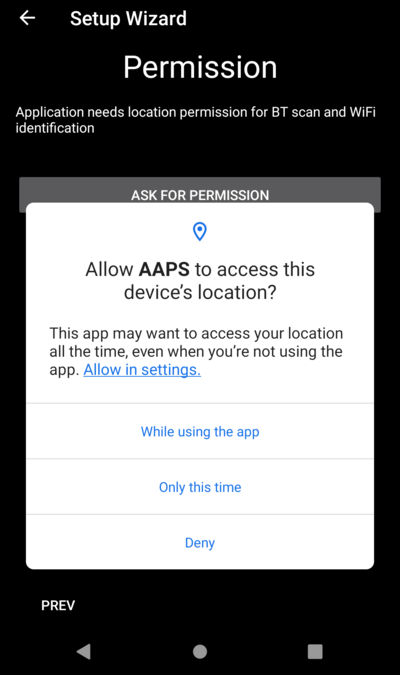 Setup Wizard
Permission
Application needs location permission for BT scan and WiFi
identification
ASK FOR PERMISSION
Allow AAPS to access this
device's location?
This app may want to access your location
all the time, even when you're not using the
app. Allow in settings.
While using the app
Only this time
Deny
PREV